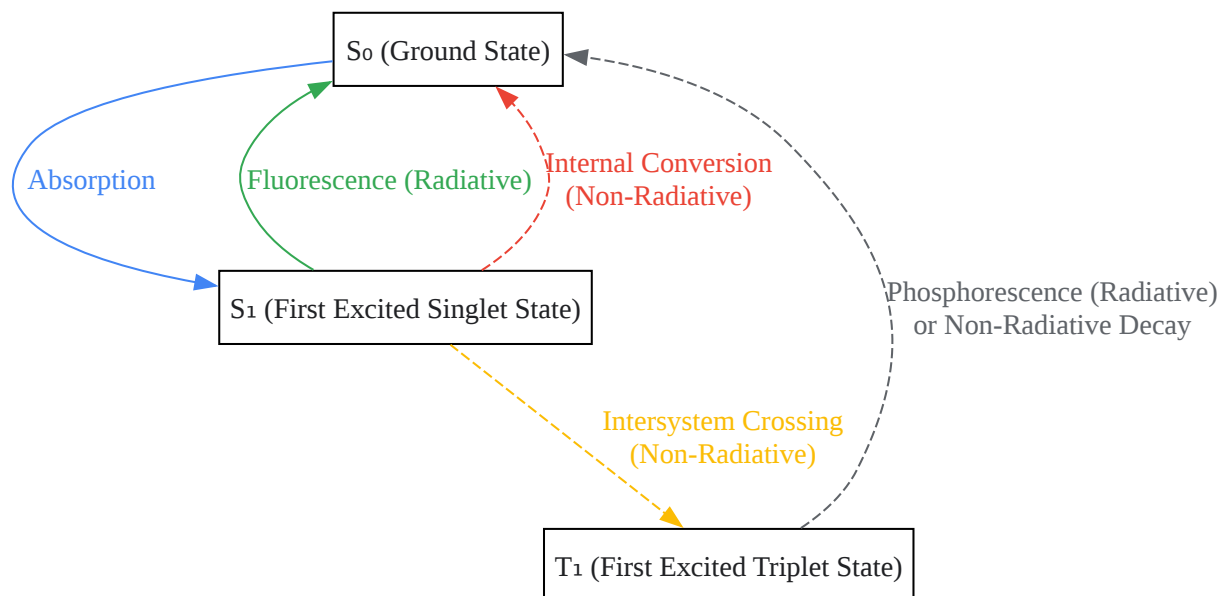 S₀ (Ground State)
Absorption
Fluorescence (Radiative)
Internal Conversion
(Non-Radiative)
S₁ (First Excited Singlet State)
Phosphorescence (Radiative)
or Non-Radiative Decay
Intersystem Crossing
(Non-Radiative)
T₁ (First Excited Triplet State)